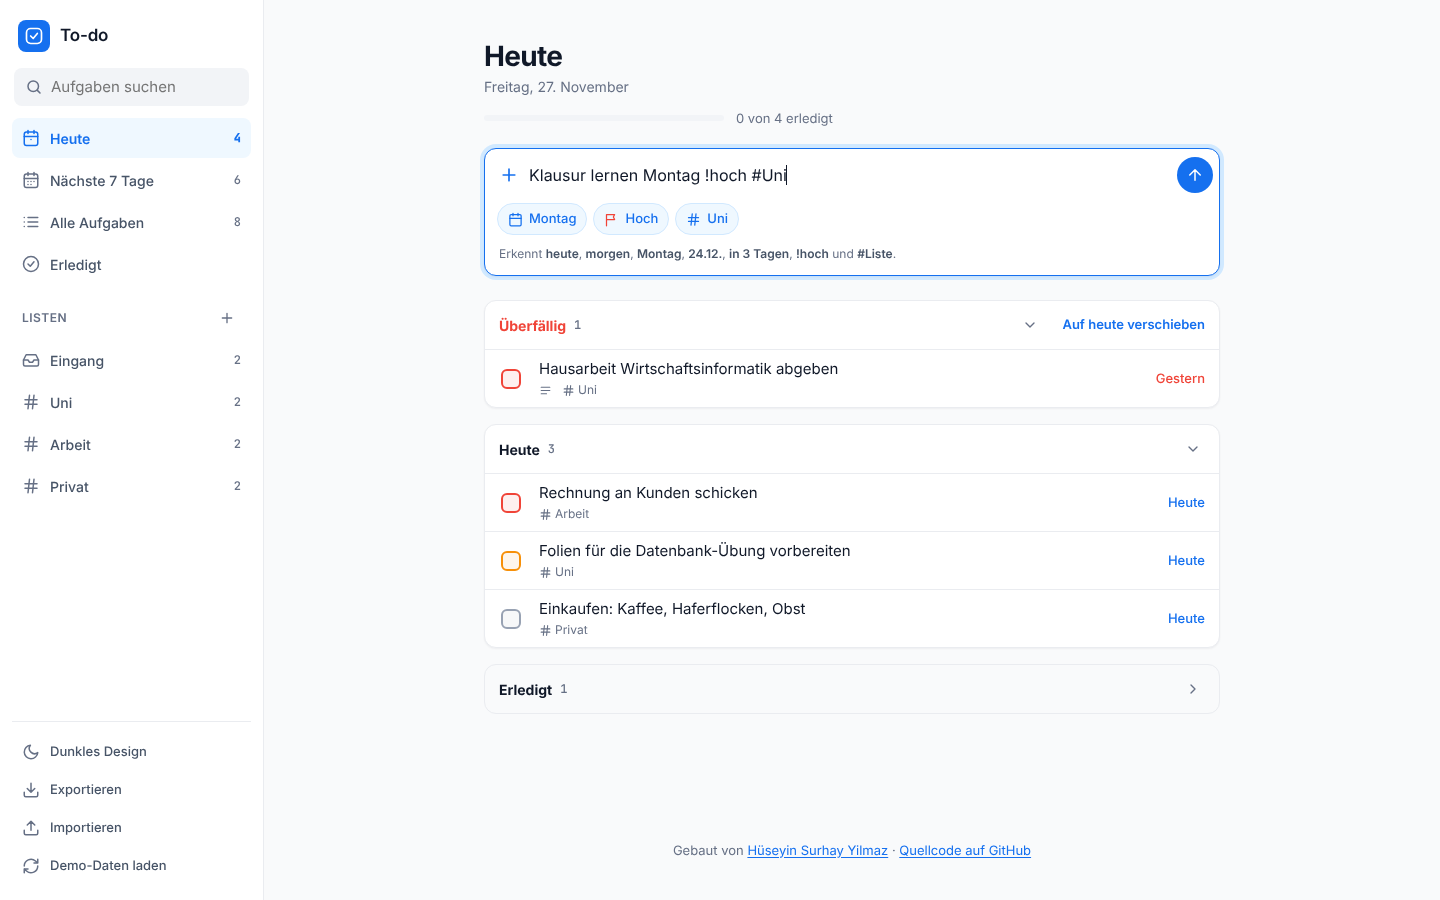 To-do
Aufgaben suchen
Heute 4
Nächste 7 Tage 6
Alle Aufgaben 8
Erledigt
LISTEN
Eingang 2
Uni 2
Arbeit 2
Privat 2
Dunkles Design
Exportieren
Importieren
Demo-Daten laden
Heute
Freitag, 27. November
0 von 4 erledigt
Klausur lernen Montag !hoch #Uni
Montag Hoch # Uni
Erkennt heute, morgen, Montag, 24.12., in 3 Tagen, !hoch und #Liste.
Überfällig 1 Auf heute verschieben
Hausarbeit Wirtschaftsinformatik abgeben Gestern
# Uni
Heute 3
Rechnung an Kunden schicken Heute
# Arbeit
Folien für die Datenbank-Übung vorbereiten Heute
# Uni
Einkaufen: Kaffee, Haferflocken, Obst Heute
# Privat
Erledigt 1
Gebaut von Hüseyin Surhay Yilmaz · Quellcode auf GitHub